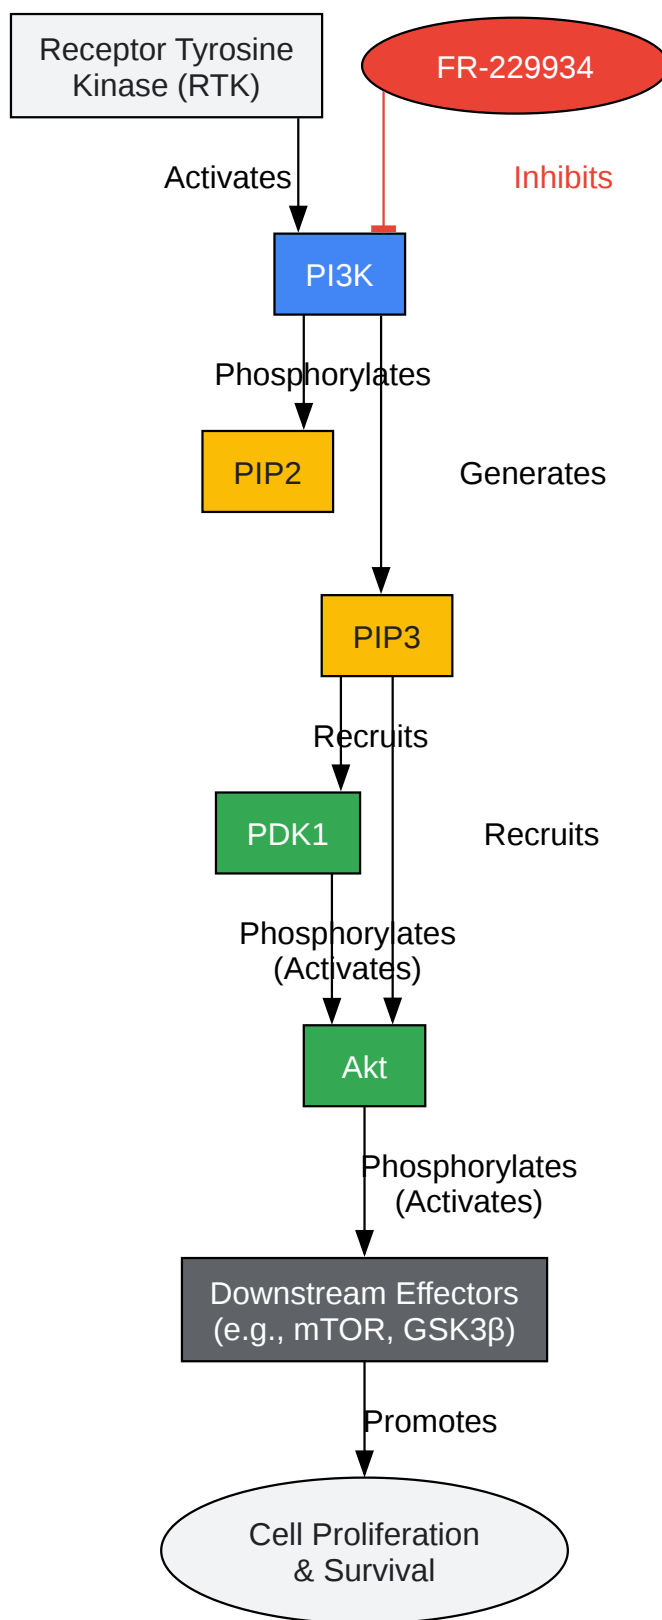 Receptor Tyrosine
Kinase (RTK)
FR-229934
Activates
Inhibits
PI3K
Phosphorylates
PIP2
Generates
PIP3
Recruits
PDK1
Recruits
Phosphorylates
(Activates)
Akt
Phosphorylates
(Activates)
Downstream Effectors
(e.g., mTOR, GSK3β)
Promotes
Cell Proliferation
& Survival